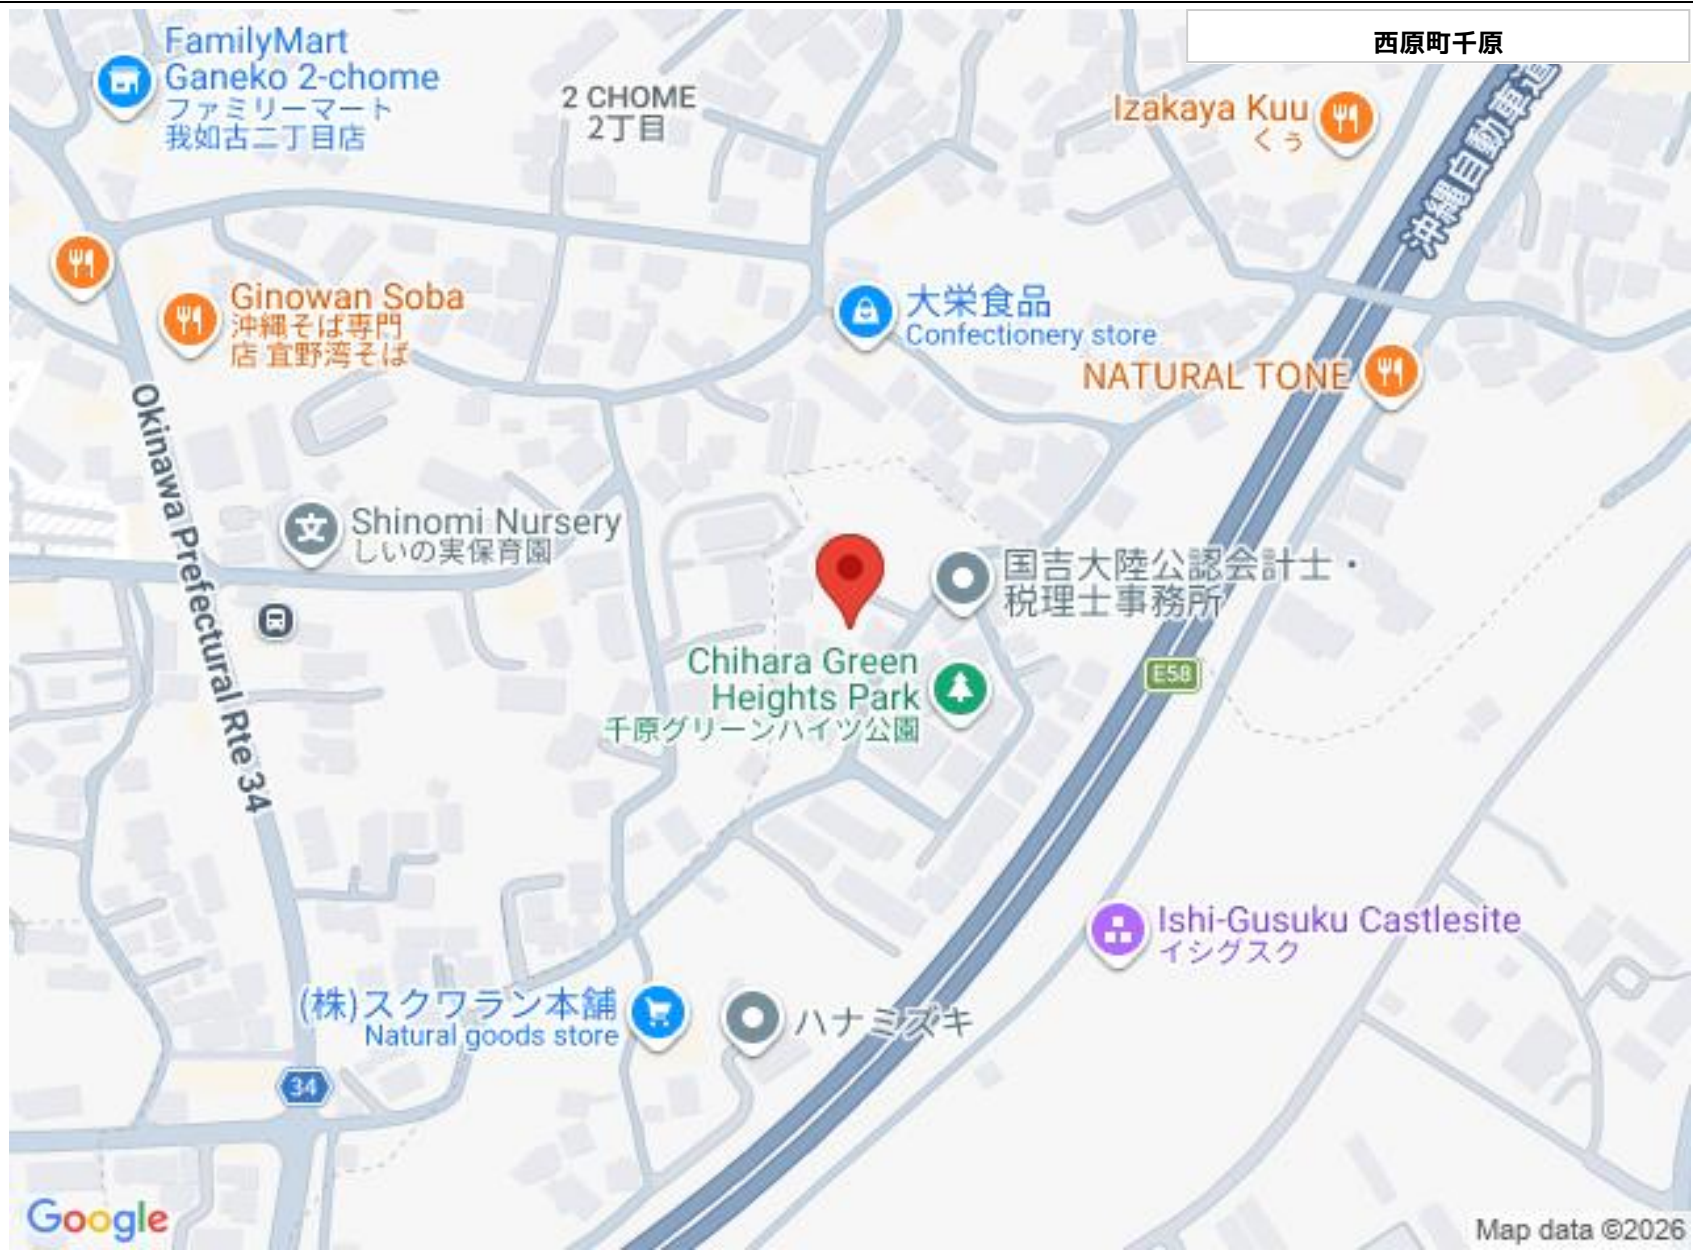 西原町千原
FamilyMart
Ganeko 2-chome
ファミリーマート
我如古二丁目店
2 CHOME
2丁目
Izakaya Kuu
くぅ
沖縄自動車道
Ginowan Soba
沖縄そば専門
店 宜野湾そば
大栄食品
Confectionery store
NATURAL TONE
Okinawa Prefectural Rte 34
Shinomi Nursery
しいの実保育園
国吉大陸公認会計士・
税理士事務所
Chihara Green
Heights Park
千原グリーンハイツ公園
E58
Ishi-Gusuku Castlesite
イシグスク
(株)スクワラン本舗
Natural goods store
ハナミズキ
34
Google
Map data ©2026